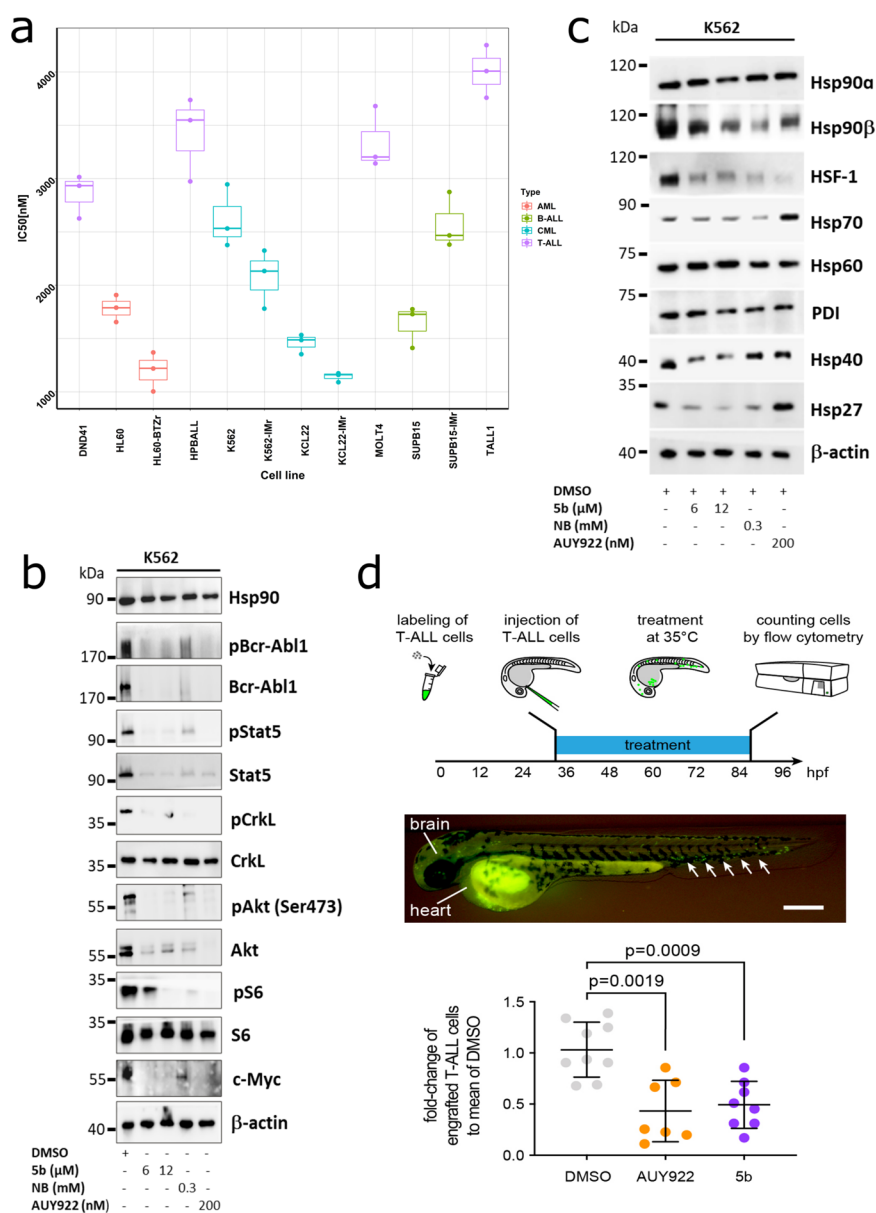 a
IC50[nM]
4000
3000
2000
1000
DND41
HL60
HL60-BTZr
HPBALL
K562
K562-IMr
KCL22
KCL22-IMr
MOLT4
SUPB15
SUPB15-IMr
TALL1
Cell line
Type
AML
B-ALL
CML
T-ALL
c
kDa
K562
120
Hsp90α
120
Hsp90β
120
HSF-1
90
Hsp70
75
Hsp60
75
PDI
40
Hsp40
35
Hsp27
40
β-actin
DMSO + + + + +
5b (µM) - 6 12 - -
NB (mM) - - - 0.3 -
AUY922 (nM) - - - - 200
b
kDa
K562
90
Hsp90
170
pBcr-Abl1
170
Bcr-Abl1
90
pStat5
90
Stat5
35
pCrkL
35
CrkL
55
pAkt (Ser473)
55
Akt
35
pS6
35
S6
55
c-Myc
40
β-actin
DMSO + - - - -
5b (µM) - 6 12 - -
NB (mM) - - - 0.3 -
AUY922 (nM) - - - - 200
d
labeling of
T-ALL cells
injection of
T-ALL cells
treatment
at 35°C
counting cells
by flow cytometry
treatment
0 12 24 36 48 60 72 84 96 hpf
brain
heart
p=0.0009
p=0.0019
fold-change of
engrafted T-ALL cells
to mean of DMSO
1.5
1.0
0.5
0.0
DMSO
AUY922
5b